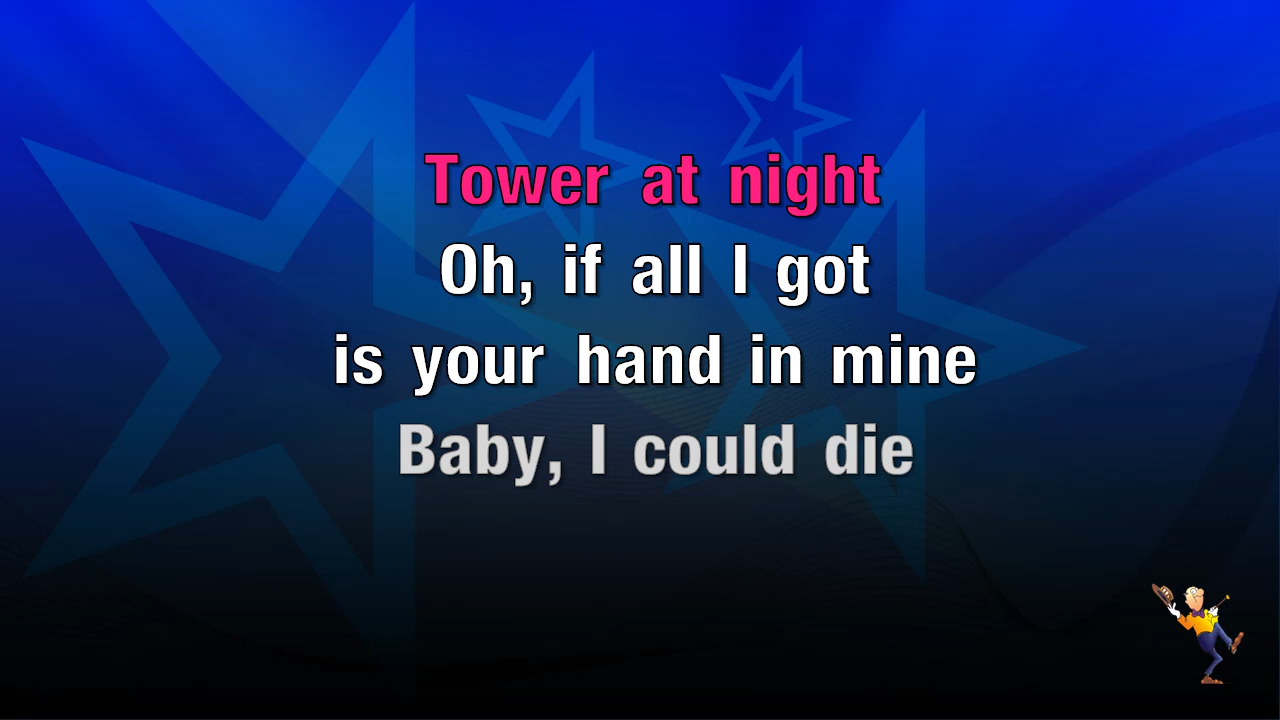 Tower at night
Oh, if all I got
is your hand in mine
Baby, I could die